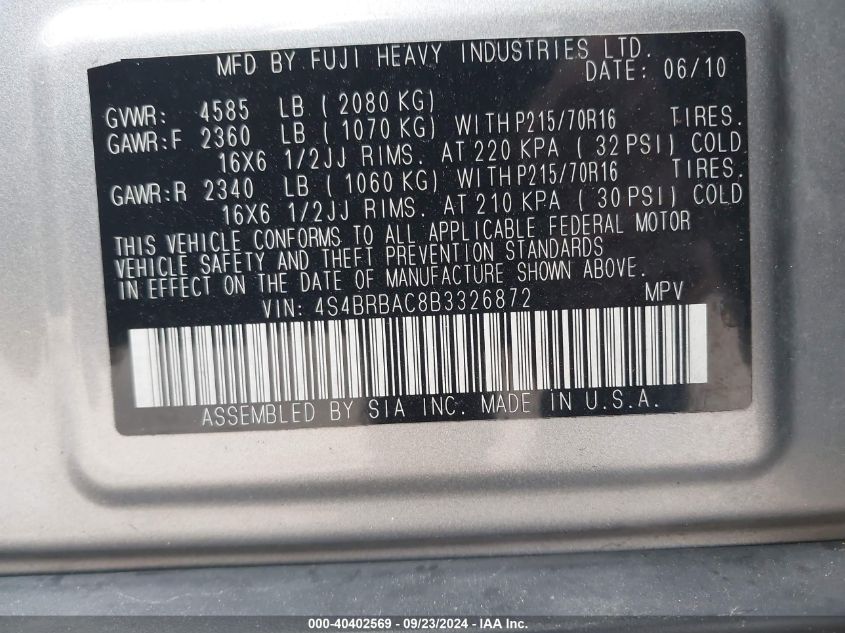 MFD BY FUJI HEAVY INDUSTRIES LTD.
DATE: 06/10
GVWR: 4585 LB ( 2080 KG)
GAWR:F 2360 LB ( 1070 KG) WITH P215/70R16 TIRES.
16X6 1/2JJ RIMS. AT 220 KPA ( 32 PSI) COLD
GAWR:R 2340 LB ( 1060 KG) WITH P215/70R16 TIRES.
16X6 1/2JJ RIMS. AT 210 KPA ( 30 PSI) COLD
THIS VEHICLE CONFORMS TO ALL APPLICABLE FEDERAL MOTOR
VEHICLE SAFETY AND THEFT PREVENTION STANDARDS
IN EFFECT ON THE DATE OF MANUFACTURE SHOWN ABOVE.
VIN: 4S4BRBAC8B3326872 MPV
ASSEMBLED BY SIA INC. MADE IN U.S.A.
000-40402569 - 09/23/2024 - IAA Inc.